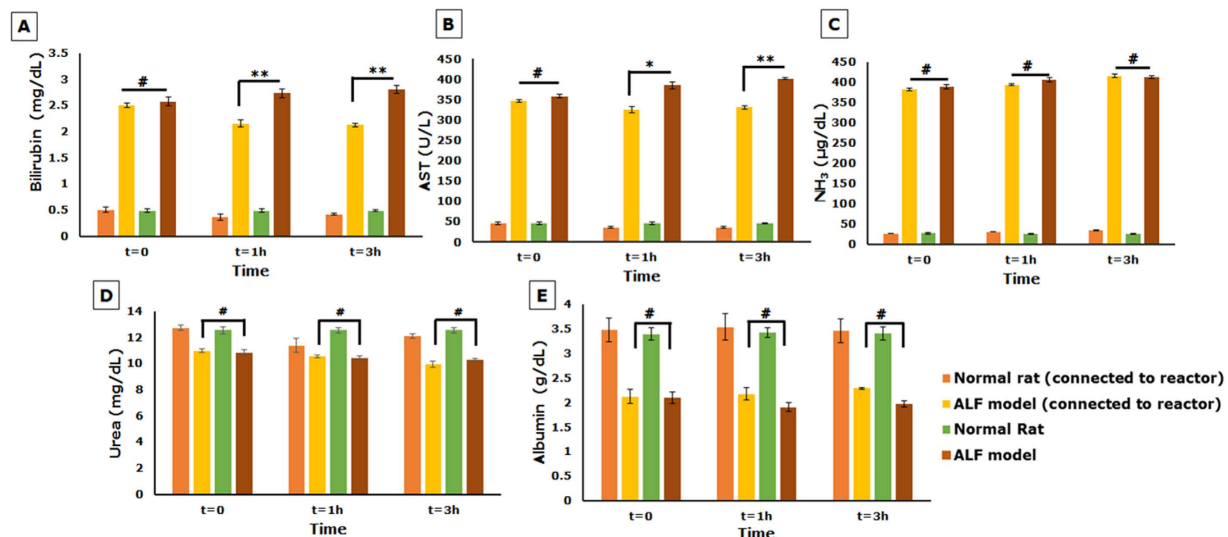 A
Bilirubin (mg/dL)
3.5
3
2.5
2
1.5
1
0.5
0
#
**
**
t=0
t=1h
t=3h
Time
B
AST (U/L)
450
400
350
300
250
200
150
100
50
0
#
*
**
t=0
t=1h
t=3h
Time
C
NH₃ (µg/dL)
450
400
350
300
250
200
150
100
50
0
#
#
#
t=0
t=1h
t=3h
Time
D
Urea (mg/dL)
14
12
10
8
6
4
2
0
#
#
#
t=0
t=1h
t=3h
Time
E
Albumin (g/dL)
4
3.5
3
2.5
2
1.5
1
0.5
0
#
#
#
t=0
t=1h
t=3h
Time
Normal rat (connected to reactor)
ALF model (connected to reactor)
Normal Rat
ALF model